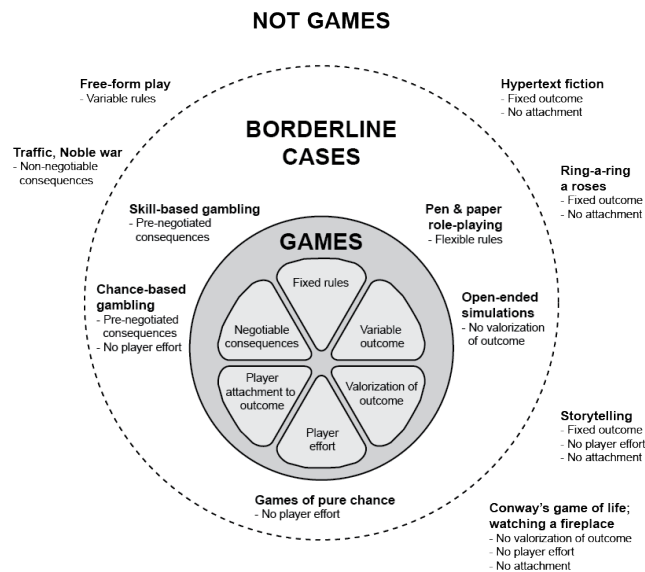 NOT GAMES
Free-form play
- Variable rules
Hypertext fiction
- Fixed outcome
- No attachment
BORDERLINE
CASES
Traffic, Noble war
- Non-negotiable
consequences
Ring-a-ring
a roses
- Fixed outcome
- No attachment
Skill-based gambling
- Pre-negotiated
consequences
Pen & paper
role-playing
- Flexible rules
GAMES
Fixed rules
Chance-based
gambling
- Pre-negotiated
consequences
- No player effort
Negotiable
consequences
Variable
outcome
Open-ended
simulations
- No valorization
of outcome
Player
attachment to
outcome
Valorization of
outcome
Player
effort
Storytelling
- Fixed outcome
- No player effort
- No attachment
Games of pure chance
- No player effort
Conway's game of life;
watching a fireplace
- No valorization of outcome
- No player effort
- No attachment